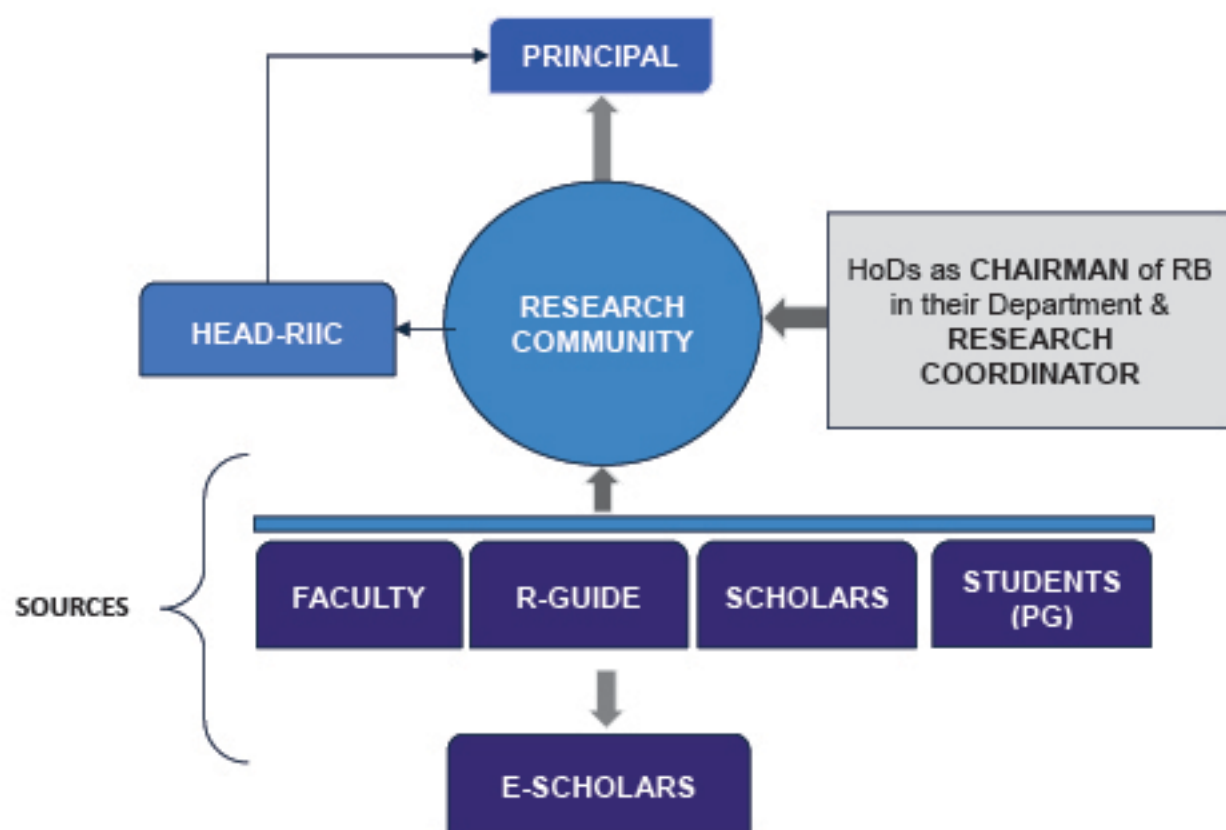 PRINCIPAL
RESEARCH
COMMUNITY
HEAD-RIIC
HoDs as CHAIRMAN of RB
in their Department &
RESEARCH
COORDINATOR
SOURCES
FACULTY
R-GUIDE
SCHOLARS
STUDENTS
(PG)
E-SCHOLARS